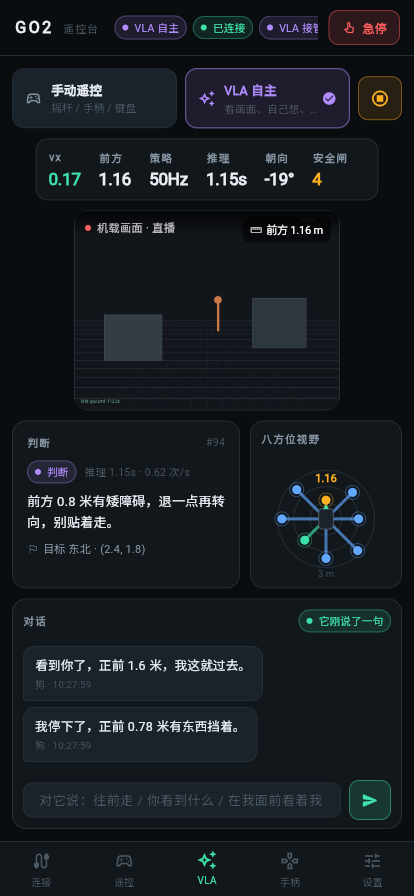 GO2 遥控台 VLA 自主 已连接 VLA 接管 急停
手动遥控
摇杆 / 手柄 / 键盘
VLA 自主
看画面、自己想、...
VX 前方 策略 推理 朝向 安全闸
0.17 1.16 50Hz 1.15s -19° 4
机载画面 · 直播 前方 1.16 m
判断 #94
判断 推理 1.15s · 0.62 次/s
前方 0.8 米有矮障碍，退一点再转
向，别贴着走。
目标 东北 · (2.4, 1.8)
八方位视野
1.16
3 m
对话 它刚说了一句
看到你了，正前 1.6 米，我这就过去。
狗 · 10:27:59
我停下了，正前 0.78 米有东西挡着。
狗 · 10:27:59
对它说：往前走 / 你看到什么 / 在我面前看着我
连接 遥控 VLA 手柄 设置